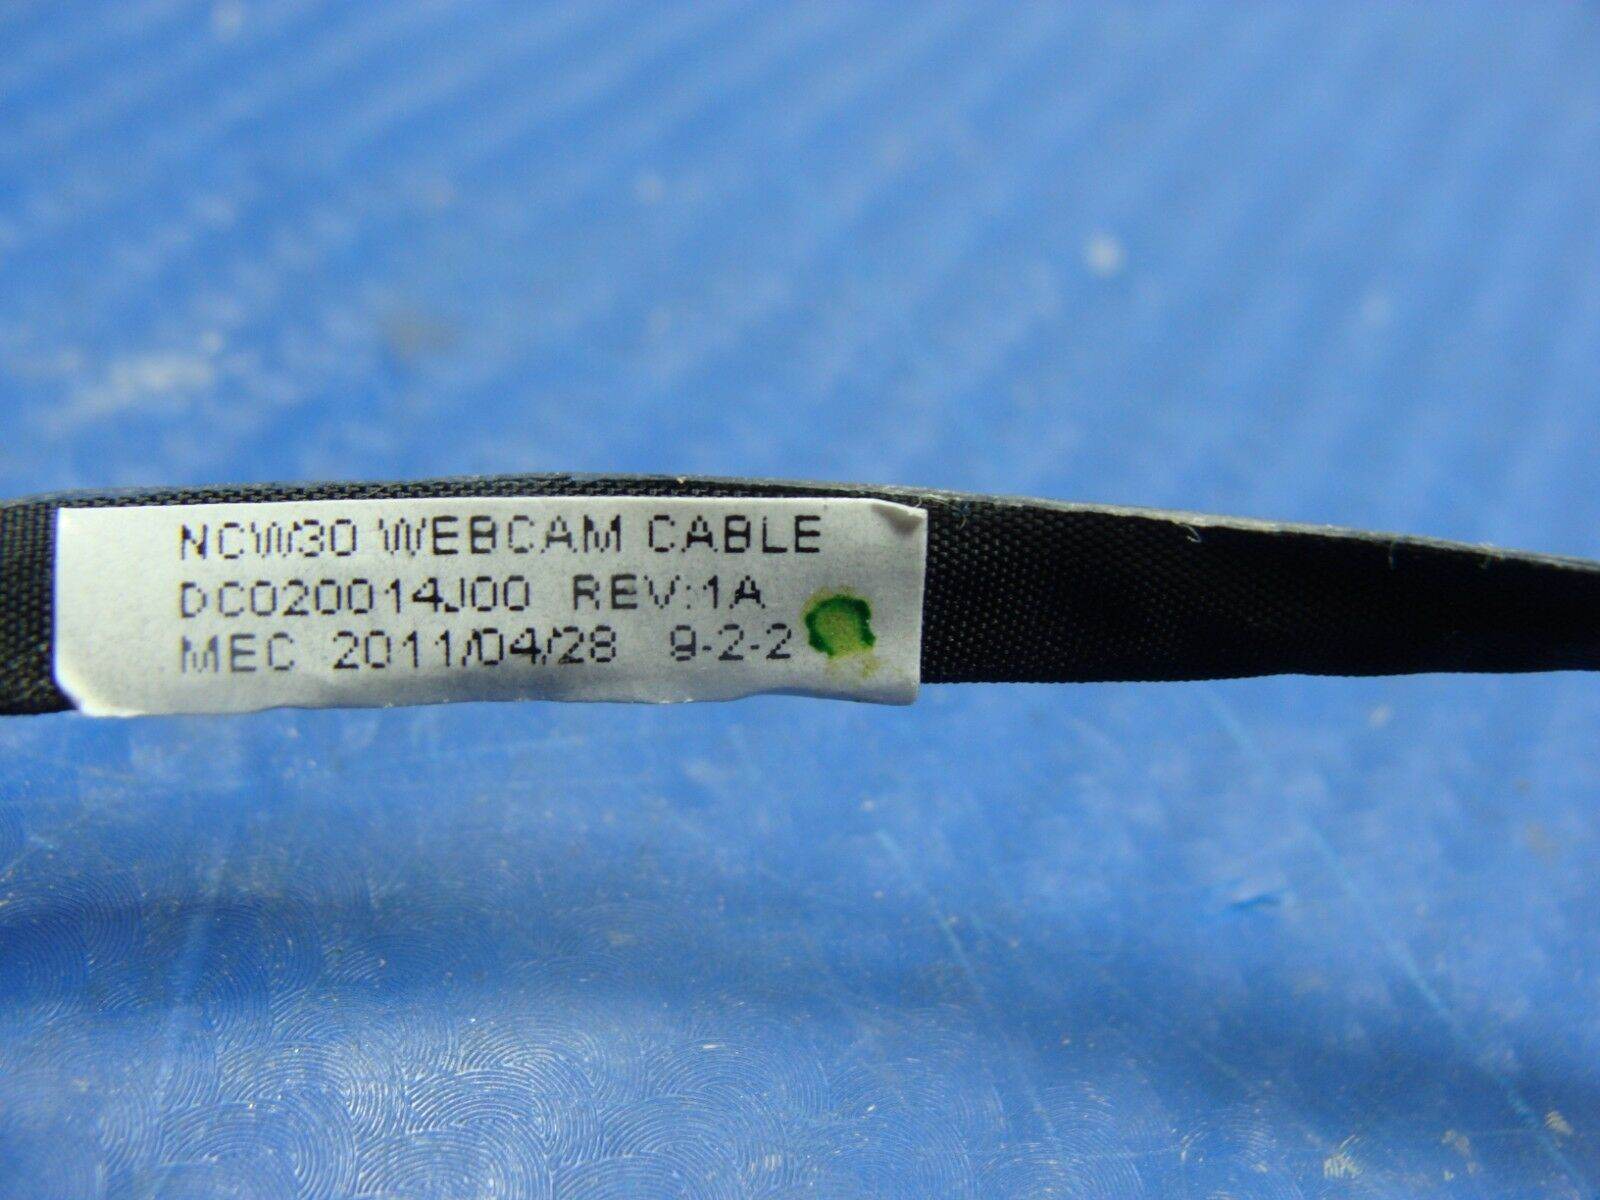 NCW30 WEBCAM CABLE
DC020014J00 REV:1A
MEC 2011/04/28 9-2-2